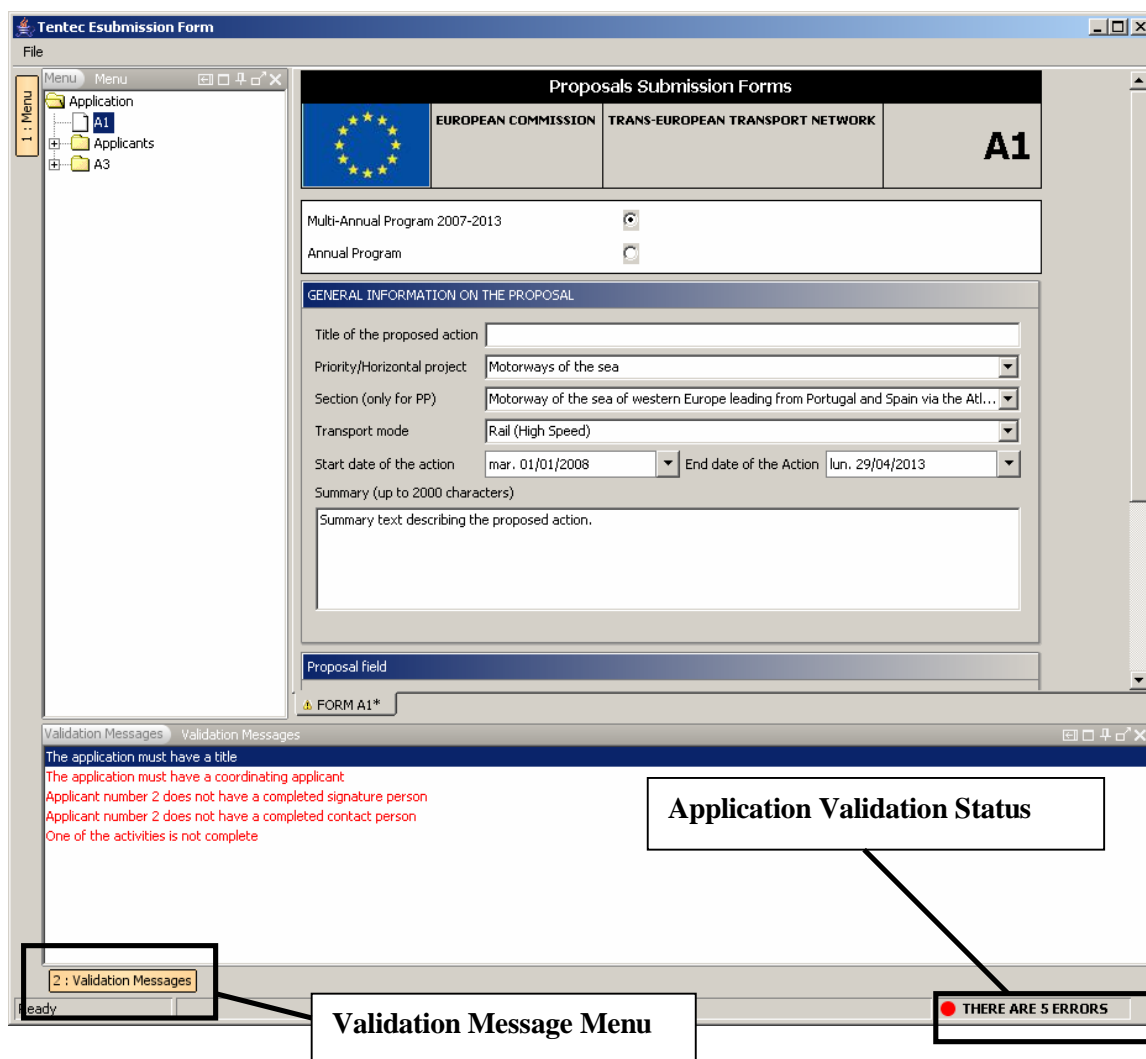 Tentec Esubmission Form
File
1 : Menu
Menu Menu
Application
A1
Applicants
A3
Proposals Submission Forms
EUROPEAN COMMISSION TRANS-EUROPEAN TRANSPORT NETWORK A1
Multi-Annual Program 2007-2013
Annual Program
GENERAL INFORMATION ON THE PROPOSAL
Title of the proposed action
Priority/Horizontal project Motorways of the sea
Section (only for PP) Motorway of the sea of western Europe leading from Portugal and Spain via the Atl...
Transport mode Rail (High Speed)
Start date of the action mar. 01/01/2008 End date of the Action lun. 29/04/2013
Summary (up to 2000 characters)
Summary text describing the proposed action.
Proposal field
FORM A1*
Validation Messages Validation Messages
The application must have a title
The application must have a coordinating applicant
Applicant number 2 does not have a completed signature person
Applicant number 2 does not have a completed contact person
One of the activities is not complete
Application Validation Status
2 : Validation Messages
Ready
THERE ARE 5 ERRORS
Validation Message Menu